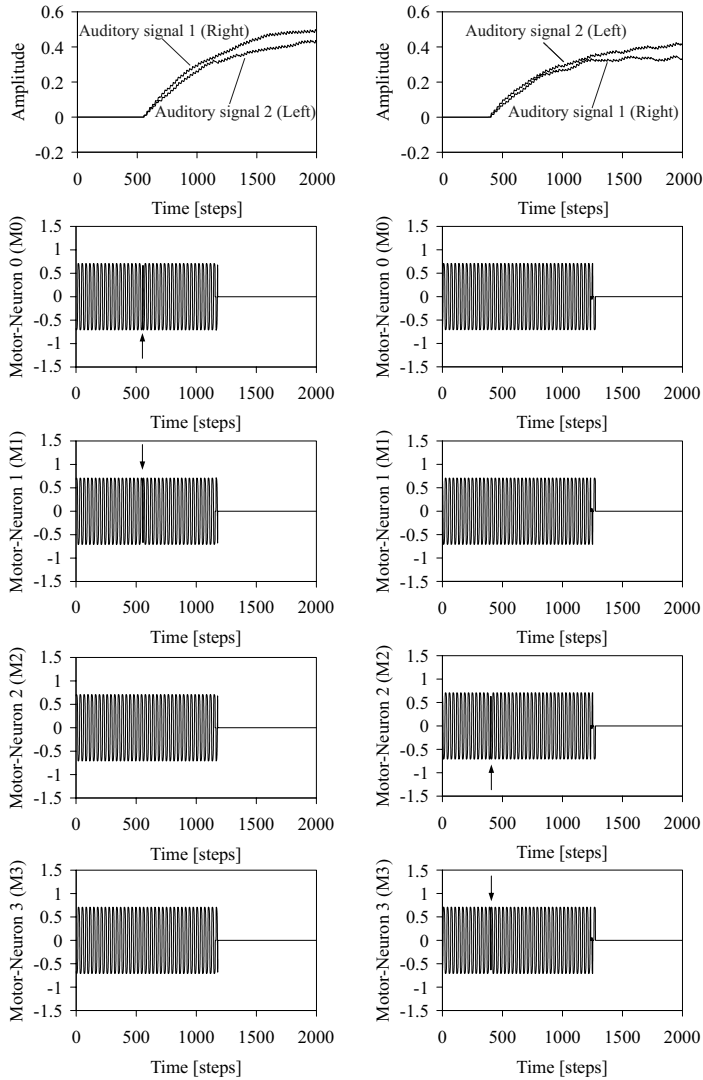 0.6
0.4
0.2
0
-0.2
Amplitude
Auditory signal 1 (Right)
Auditory signal 2 (Left)
0 500 1000 1500 2000
Time [steps]
0.6
0.4
0.2
0
-0.2
Amplitude
Auditory signal 2 (Left)
Auditory signal 1 (Right)
0 500 1000 1500 2000
Time [steps]
1.5
1
0.5
0
-0.5
-1
-1.5
Motor-Neuron 0 (M0)
0 500 1000 1500 2000
Time [steps]
1.5
1
0.5
0
-0.5
-1
-1.5
Motor-Neuron 0 (M0)
0 500 1000 1500 2000
Time [steps]
1.5
1
0.5
0
-0.5
-1
-1.5
Motor-Neuron 1 (M1)
0 500 1000 1500 2000
Time [steps]
1.5
1
0.5
0
-0.5
-1
-1.5
Motor-Neuron 1 (M1)
0 500 1000 1500 2000
Time [steps]
1.5
1
0.5
0
-0.5
-1
-1.5
Motor-Neuron 2 (M2)
0 500 1000 1500 2000
Time [steps]
1.5
1
0.5
0
-0.5
-1
-1.5
Motor-Neuron 2 (M2)
0 500 1000 1500 2000
Time [steps]
1.5
1
0.5
0
-0.5
-1
-1.5
Motor-Neuron 3 (M3)
0 500 1000 1500 2000
Time [steps]
1.5
1
0.5
0
-0.5
-1
-1.5
Motor-Neuron 3 (M3)
0 500 1000 1500 2000
Time [steps]